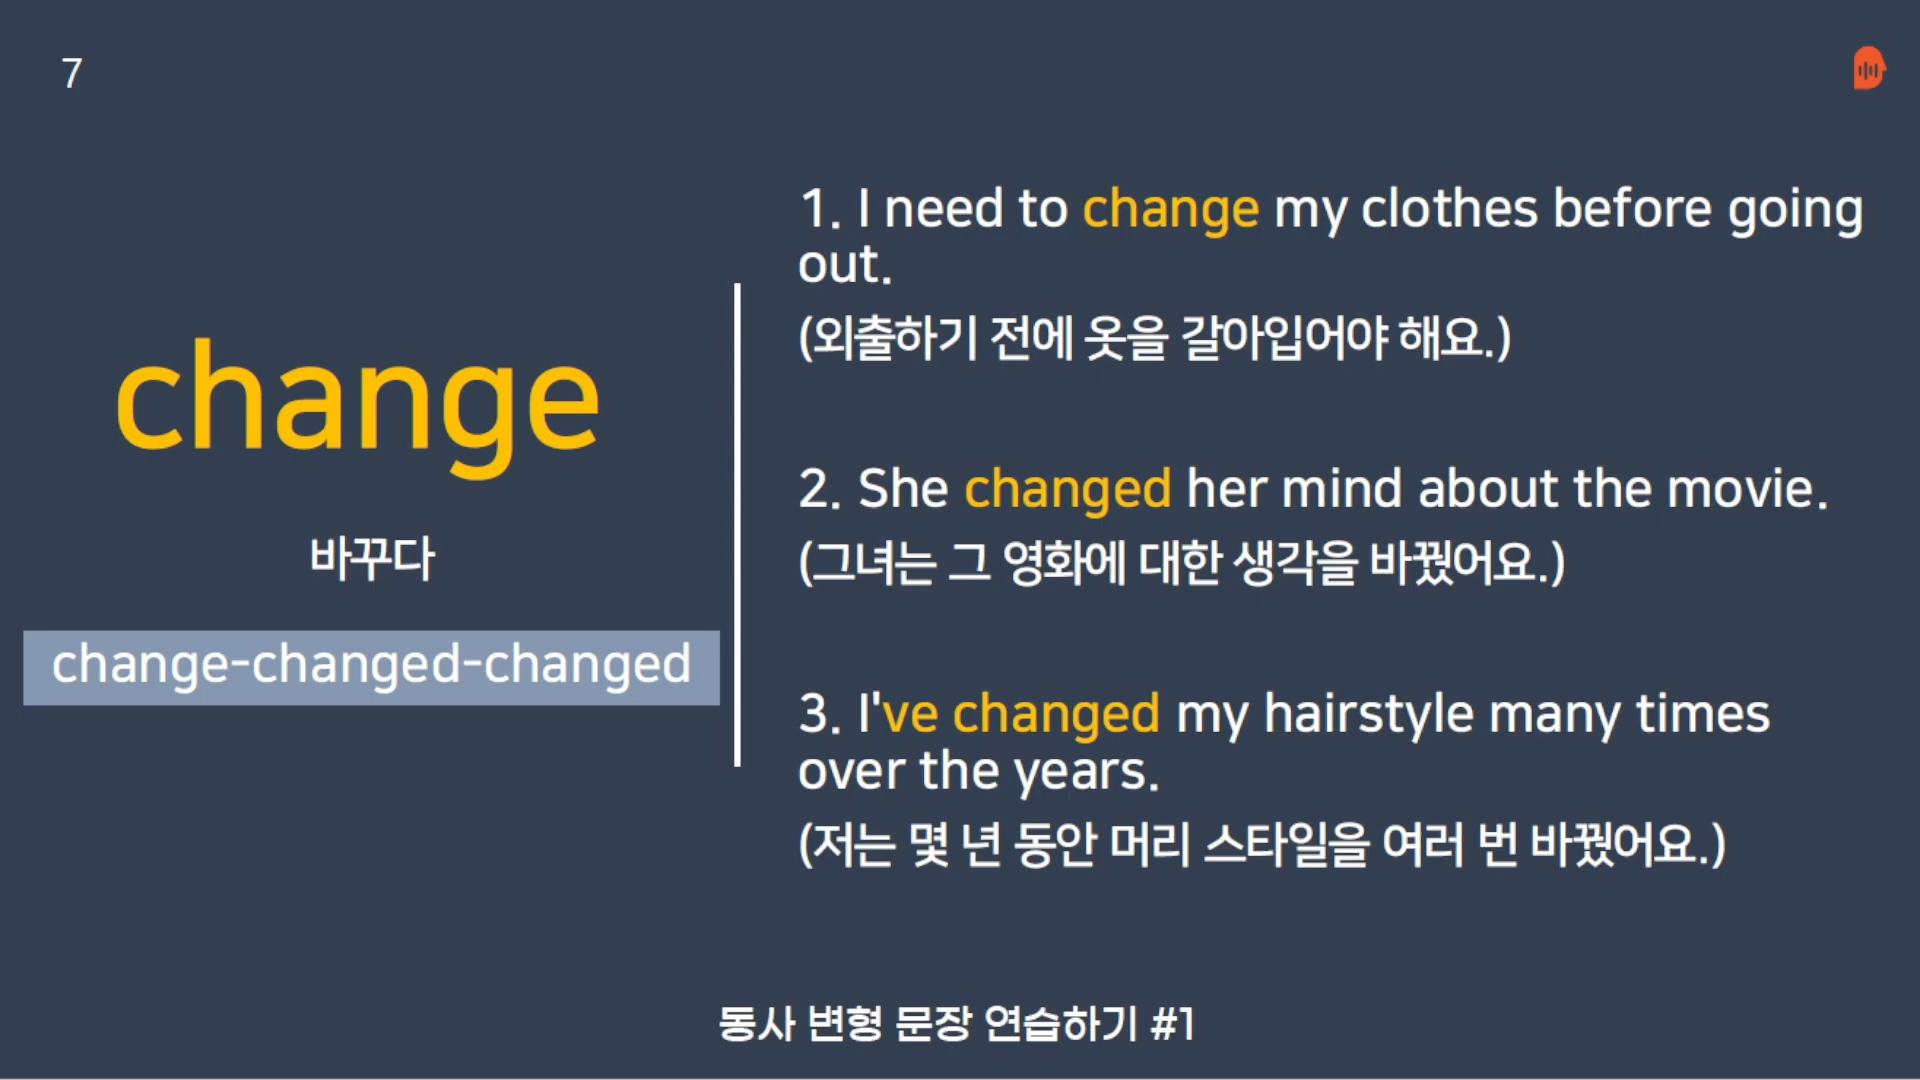 7
change
바꾸다
change-changed-changed
1. I need to change my clothes before going
out.
(외출하기 전에 옷을 갈아입어야 해요.)
2. She changed her mind about the movie.
(그녀는 그 영화에 대한 생각을 바꿨어요.)
3. I've changed my hairstyle many times
over the years.
(저는 몇 년 동안 머리 스타일을 여러 번 바꿨어요.)
동사 변형 문장 연습하기 #1